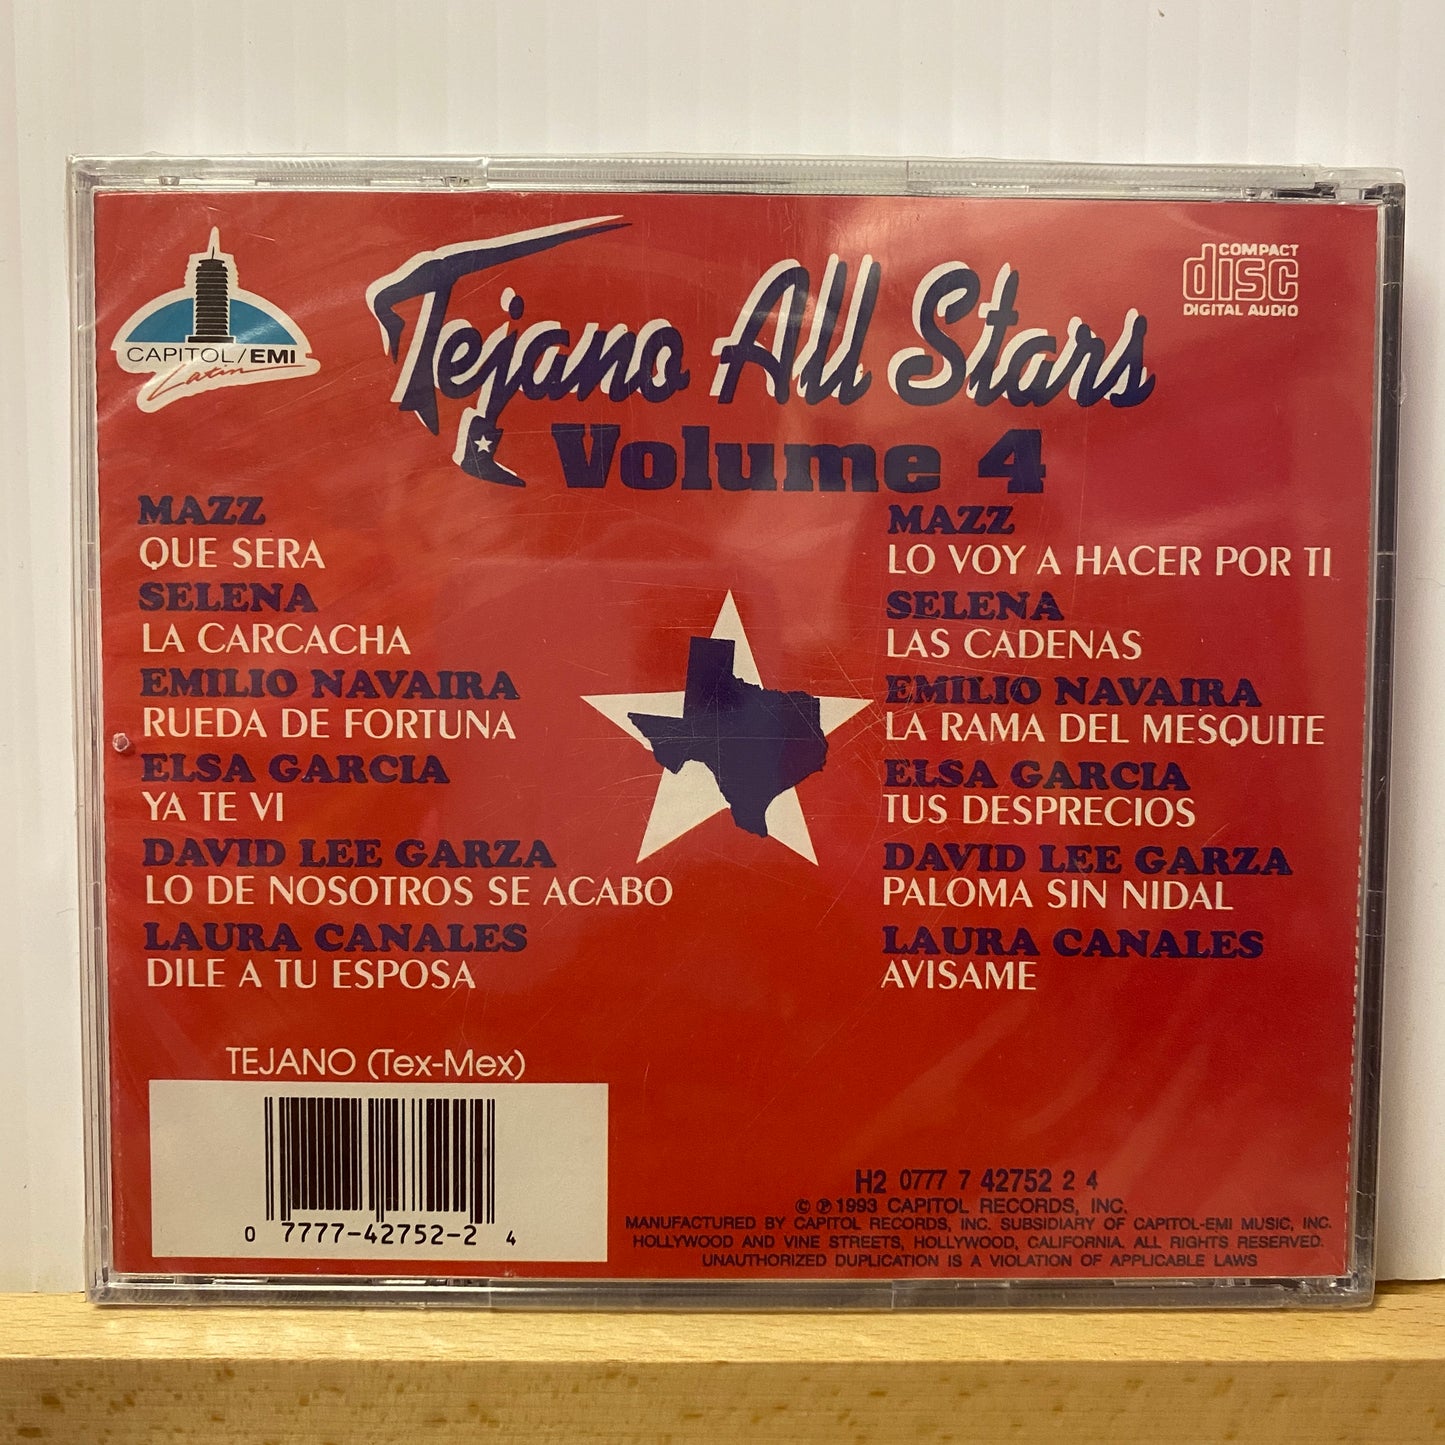 CAPITOL/EMI
Latin
Tejano All Stars
Volume 4
COMPACT
disc
DIGITAL AUDIO
MAZZ
QUE SERA
SELENA
LA CARCACHA
EMILIO NAVAIRA
RUEDA DE FORTUNA
ELSA GARCIA
YA TE VI
DAVID LEE GARZA
LO DE NOSOTROS SE ACABO
LAURA CANALES
DILE A TU ESPOSA
MAZZ
LO VOY A HACER POR TI
SELENA
LAS CADENAS
EMILIO NAVAIRA
LA RAMA DEL MESQUITE
ELSA GARCIA
TUS DESPRECIOS
DAVID LEE GARZA
PALOMA SIN NIDAL
LAURA CANALES
AVISAME
TEJANO (Tex-Mex)
0 7777-42752-2 4
H2 0777 7 42752 2 4
© ℗ 1993 CAPITOL RECORDS, INC.
MANUFACTURED BY CAPITOL RECORDS, INC. SUBSIDIARY OF CAPITOL-EMI MUSIC, INC.
HOLLYWOOD AND VINE STREETS, HOLLYWOOD, CALIFORNIA. ALL RIGHTS RESERVED.
UNAUTHORIZED DUPLICATION IS A VIOLATION OF APPLICABLE LAWS